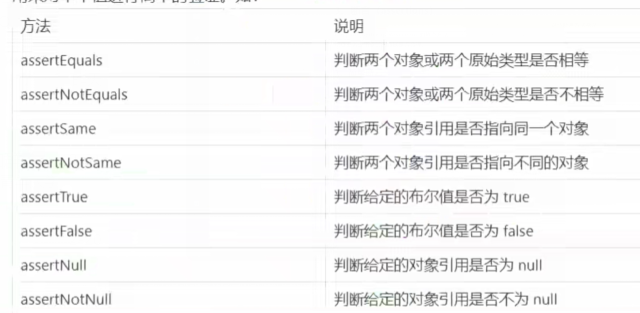 方法 说明
assertEquals 判断两个对象或两个原始类型是否相等
assertNotEquals 判断两个对象或两个原始类型是否不相等
assertSame 判断两个对象引用是否指向同一个对象
assertNotSame 判断两个对象引用是否指向不同的对象
assertTrue 判断给定的布尔值是否为 true
assertFalse 判断给定的布尔值是否为 false
assertNull 判断给定的对象引用是否为 null
assertNotNull 判断给定的对象引用是否不为 null